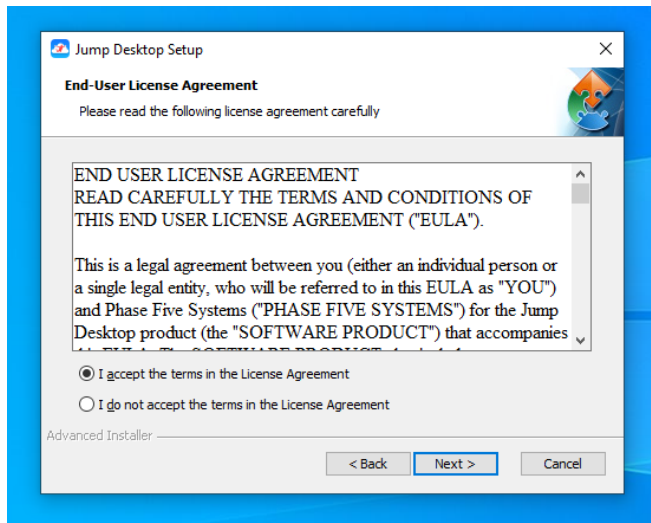 Jump Desktop Setup
End-User License Agreement
Please read the following license agreement carefully
END USER LICENSE AGREEMENT
READ CAREFULLY THE TERMS AND CONDITIONS OF
THIS END USER LICENSE AGREEMENT ("EULA").
This is a legal agreement between you (either an individual person or
a single legal entity, who will be referred to in this EULA as "YOU")
and Phase Five Systems ("PHASE FIVE SYSTEMS") for the Jump
Desktop product (the "SOFTWARE PRODUCT") that accompanies
I accept the terms in the License Agreement
I do not accept the terms in the License Agreement
Advanced Installer
< Back Next > Cancel